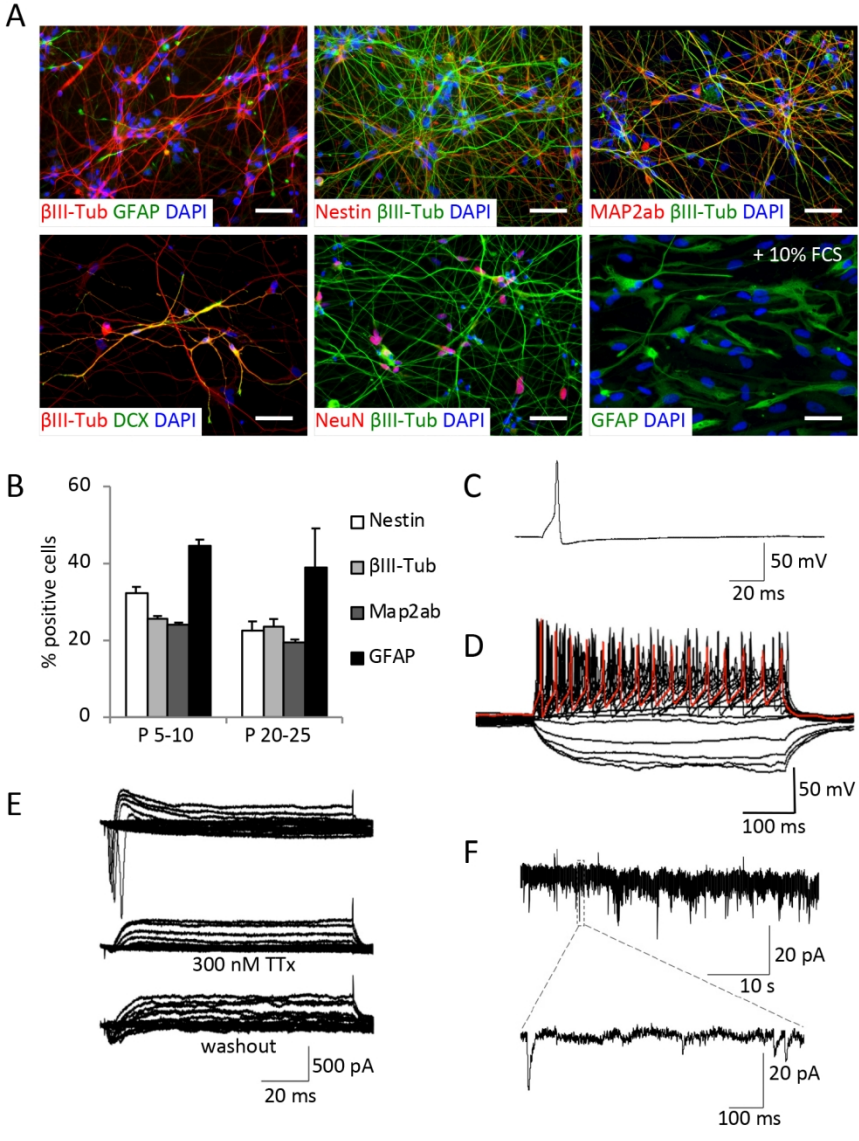 A
βIII-Tub GFAP DAPI
Nestin βIII-Tub DAPI
MAP2ab βIII-Tub DAPI
+ 10% FCS
βIII-Tub DCX DAPI
NeuN βIII-Tub DAPI
GFAP DAPI
B
60
40
20
0
% positive cells
P 5-10
P 20-25
Nestin
βIII-Tub
Map2ab
GFAP
C
50 mV
20 ms
D
50 mV
100 ms
E
300 nM TTx
washout
500 pA
20 ms
F
20 pA
10 s
20 pA
100 ms